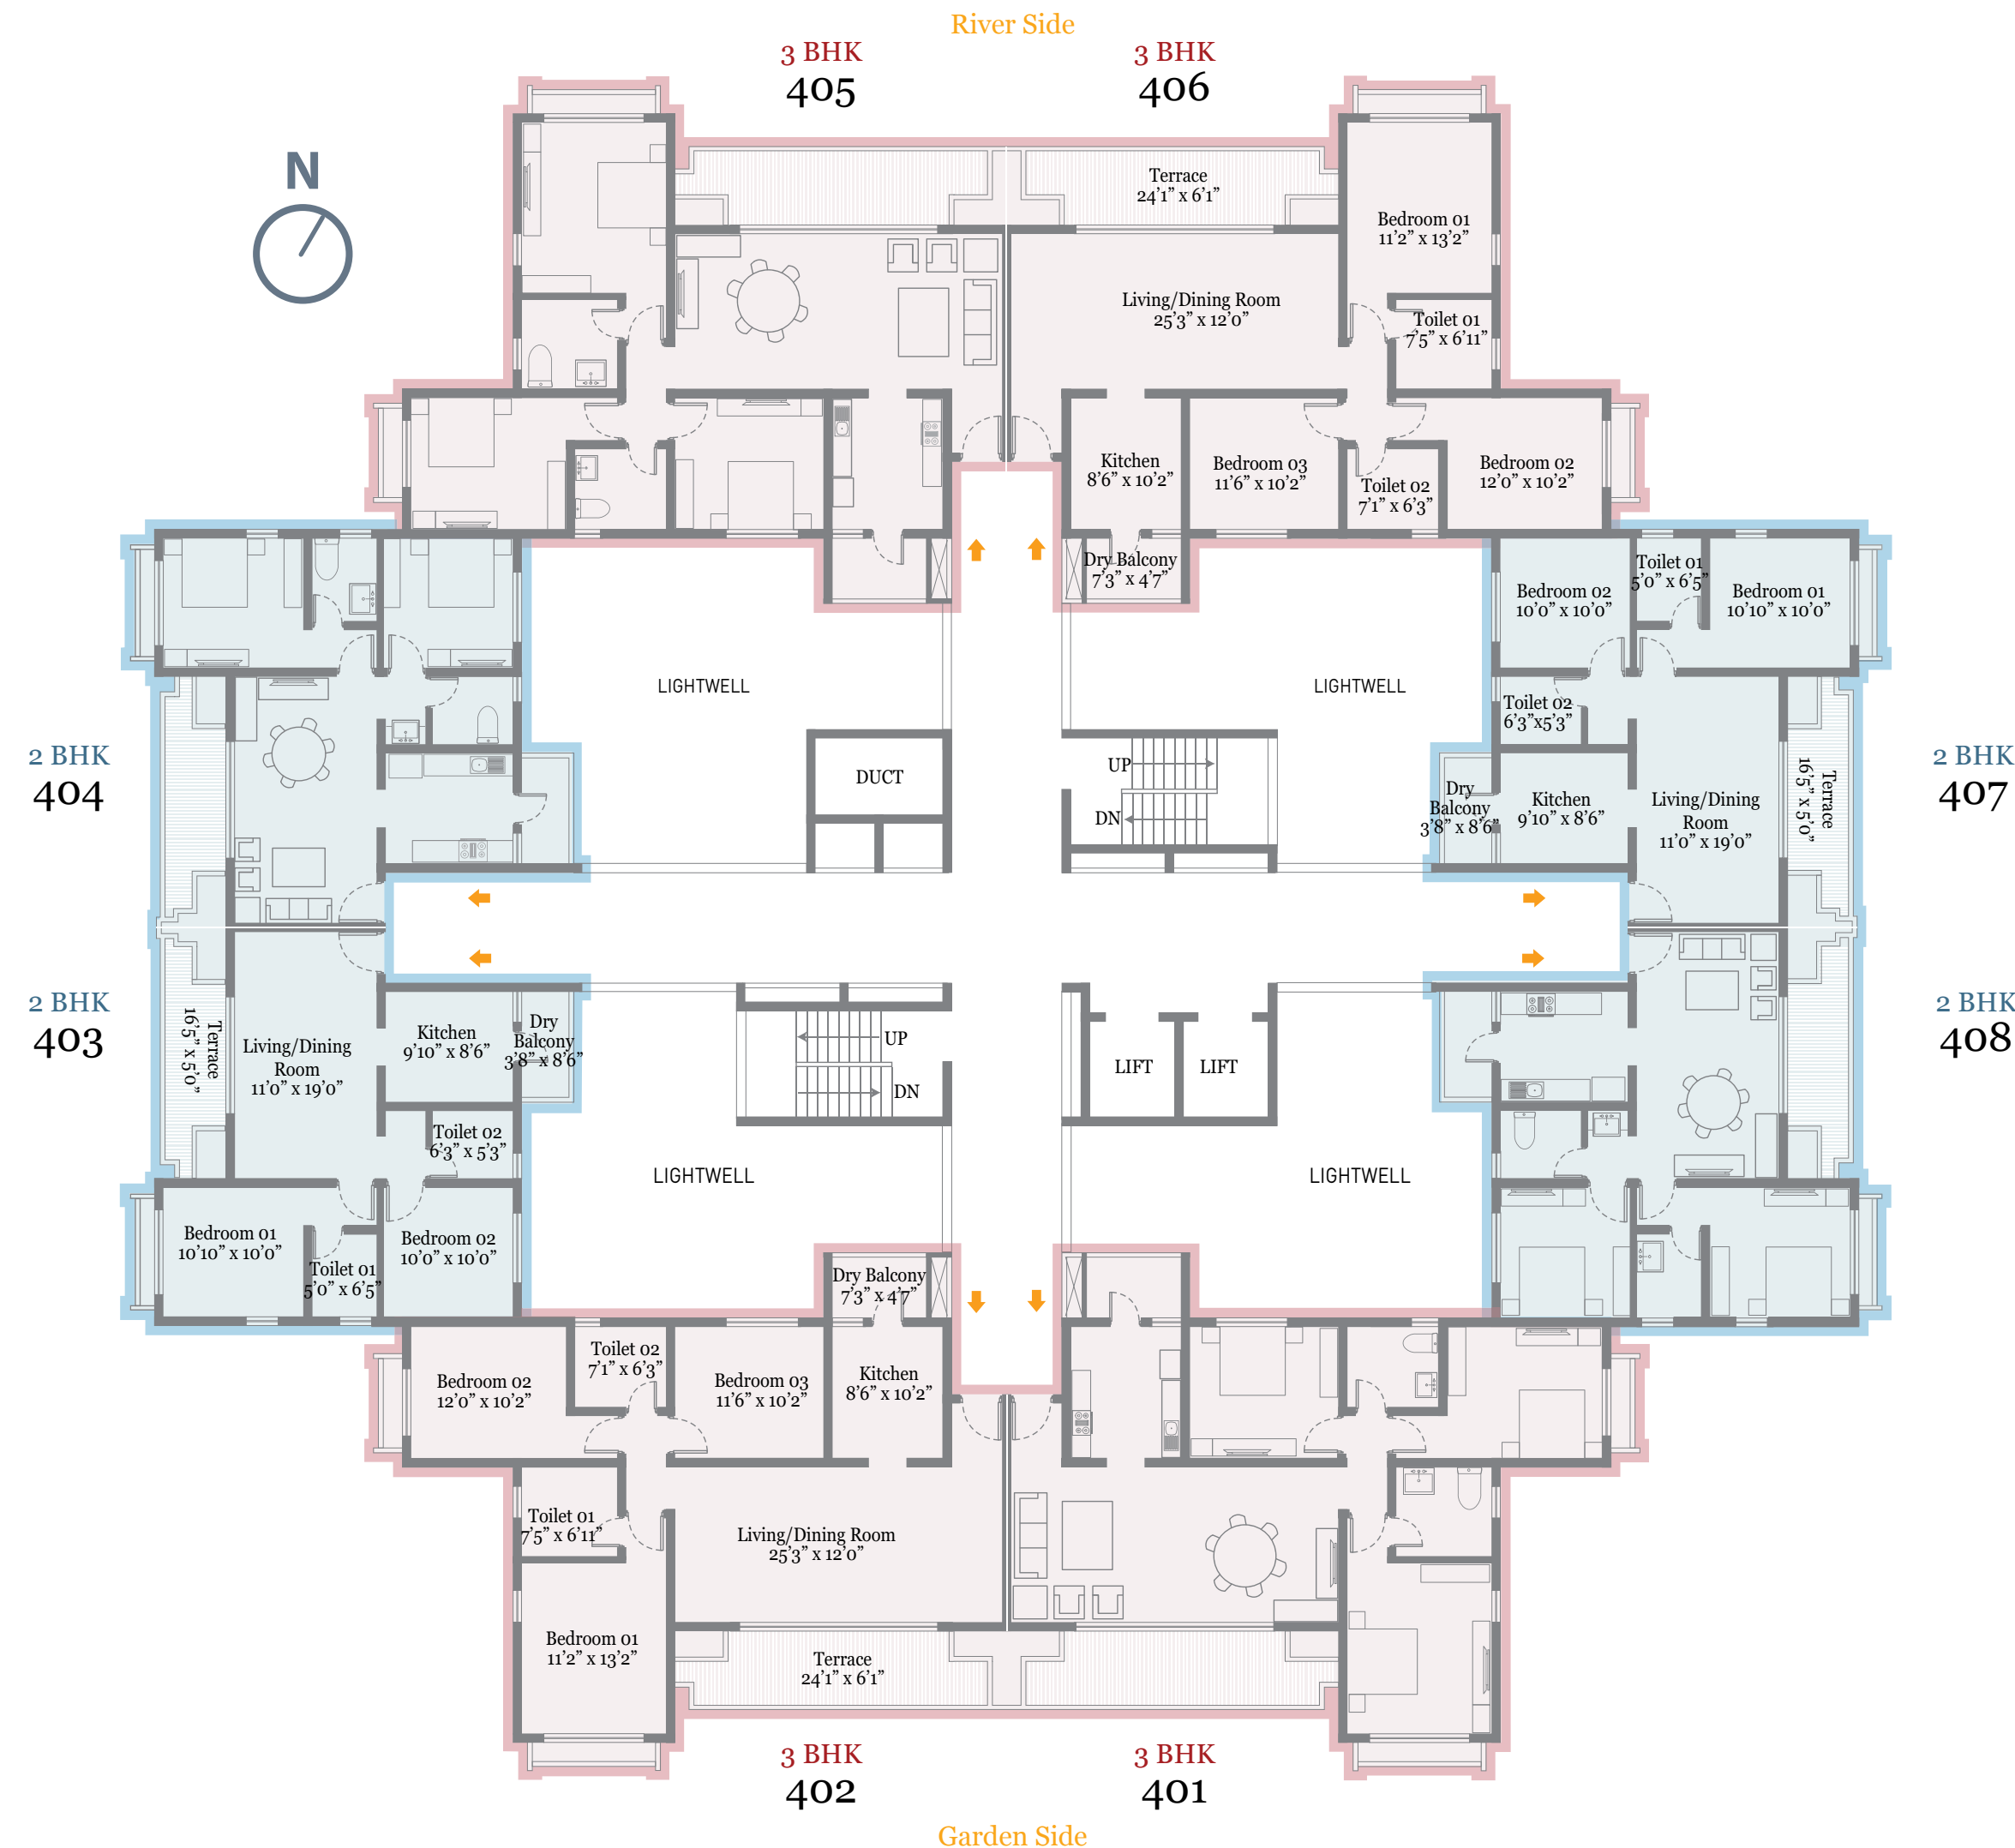 River Side
3 BHK
405
3 BHK
406
N
Terrace
24’1” x 6’1”
Bedroom 01
11’2” x 13’2”
Living/Dining Room
25’3” x 12’0”
Toilet 01
7’5” x 6’11”
Kitchen
8’6” x 10’2”
Bedroom 03
11’6” x 10’2”
Toilet 02
7’1” x 6’3”
Bedroom 02
12’0” x 10’2”
Dry Balcony
7’3” x 4’7”
Bedroom 02
10’0” x 10’0”
Toilet 01
5’0” x 6’5”
Bedroom 01
10’10” x 10’0”
LIGHTWELL
LIGHTWELL
Toilet 02
6’3”x5’3”
2 BHK
404
DUCT
UP
DN
Dry
Balcony
3’8” x 8’6”
Kitchen
9’10” x 8’6”
Living/Dining
Room
11’0” x 19’0”
Terrace
16’5” x 5’0”
2 BHK
407
2 BHK
403
Terrace
16’5” x 5’0”
Living/Dining
Room
11’0” x 19’0”
Kitchen
9’10” x 8’6”
Dry
Balcony
3’8” x 8’6”
UP
DN
LIFT
LIFT
2 BHK
408
Toilet 02
6’3” x 5’3”
LIGHTWELL
LIGHTWELL
Bedroom 01
10’10” x 10’0”
Toilet 01
5’0” x 6’5”
Bedroom 02
10’0” x 10’0”
Dry Balcony
7’3” x 4’7”
Bedroom 02
12’0” x 10’2”
Toilet 02
7’1” x 6’3”
Bedroom 03
11’6” x 10’2”
Kitchen
8’6” x 10’2”
Toilet 01
7’5” x 6’11”
Living/Dining Room
25’3” x 12’0”
Bedroom 01
11’2” x 13’2”
Terrace
24’1” x 6’1”
3 BHK
402
3 BHK
401
Garden Side